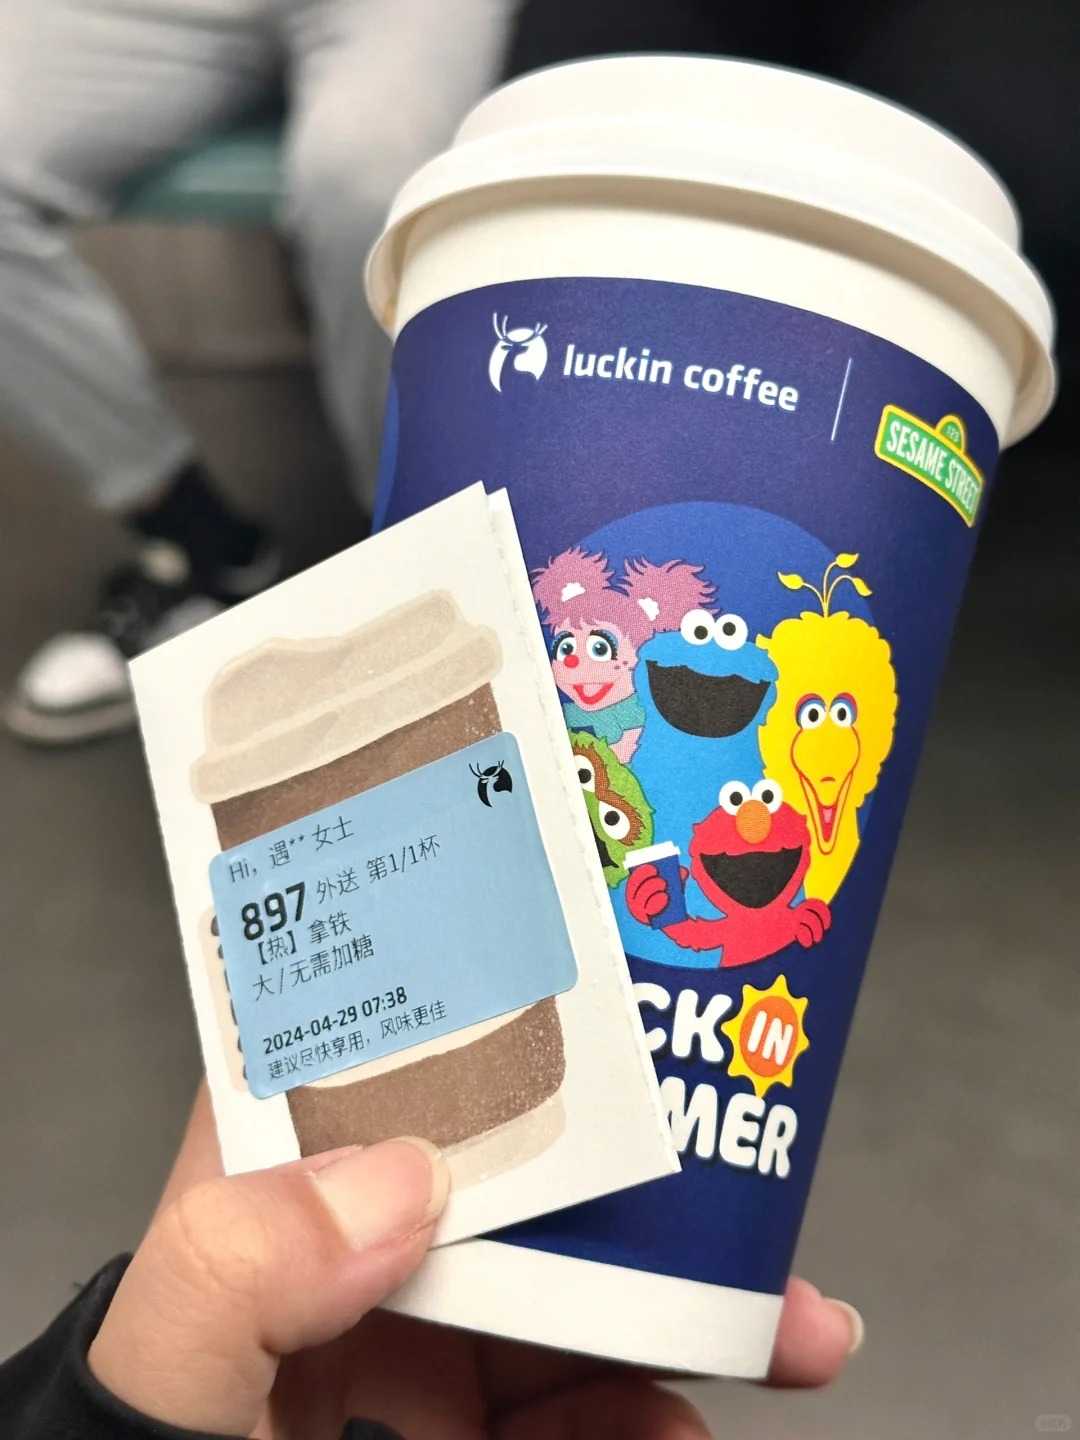 luckin coffee
123
SESAME STREET
Hi，遇** 女士
897 外送 第1/1杯
【热】拿铁
大/无需加糖
2024-04-29 07:38
建议尽快享用，风味更佳
CK IN
MER